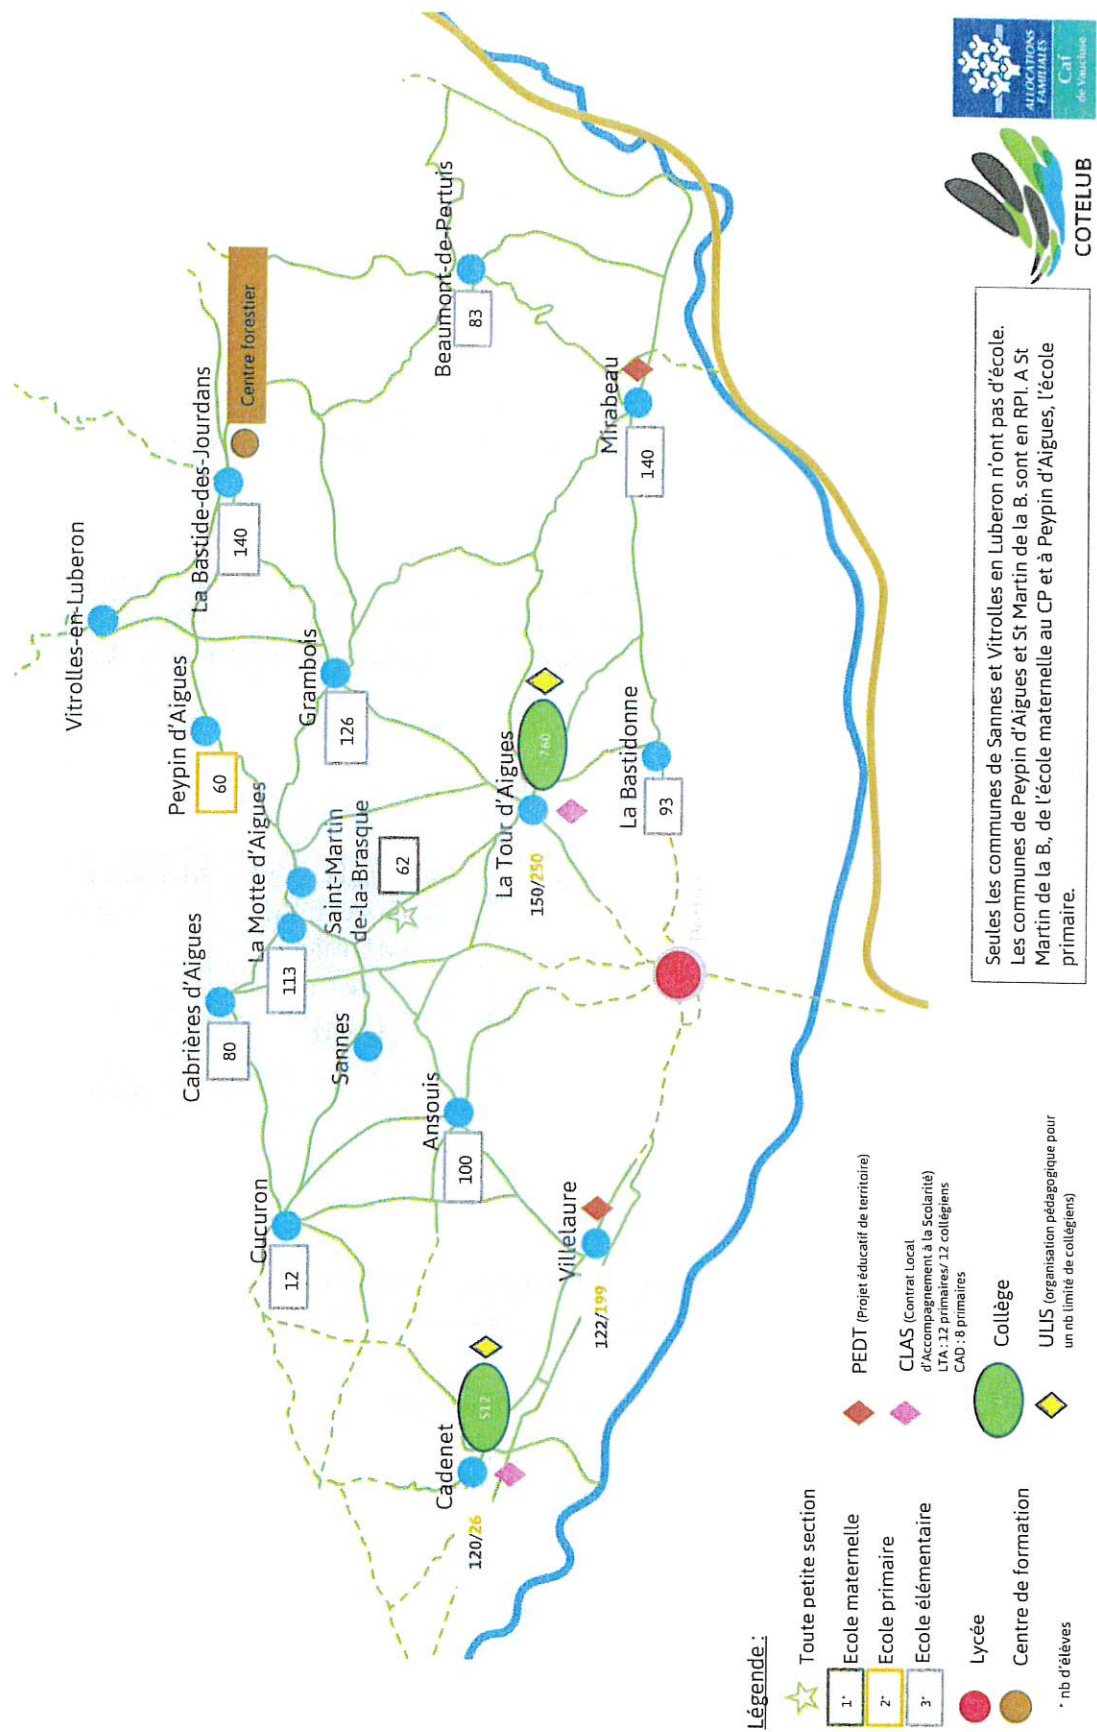 Vitrolles-en-Luberon
La Bastide-des-Jourdans
140
Centre forestier
Peypin d'Aigues
60
Grambois
126
Cabrières d'Aigues
80
La Motte d'Aigues
113
Saint-Martin
de-la-Brasque
62
Sannes
Cucuron
12
Ansouis
100
Beaumont-de-Pertuis
83
Mirabeau
140
La Tour d'Aigues
760
150/250
La Bastidonne
93
Villelaure
122/199
Cadenet
512
120/26
Légende :
Toute petite section
1* Ecole maternelle
2* Ecole primaire
3* Ecole élémentaire
Lycée
Centre de formation
* nb d'élèves
PEDT (Projet éducatif de territoire)
CLAS (Contrat Local
d'Accompagnement à la Scolarité)
LTA : 12 primaires/ 12 collégiens
CAD : 8 primaires
Collège
ULIS (organisation pédagogique pour
un nb limité de collégiens)
Seules les communes de Sannes et Vitrolles en Luberon n'ont pas d'école.
Les communes de Peypin d'Aigues et St Martin de la B. sont en RPI. A St
Martin de la B, de l'école maternelle au CP et à Peypin d'Aigues, l'école
primaire.
COTELUB
ALLOCATIONS
FAMILIALES
Caf
de Vaucluse